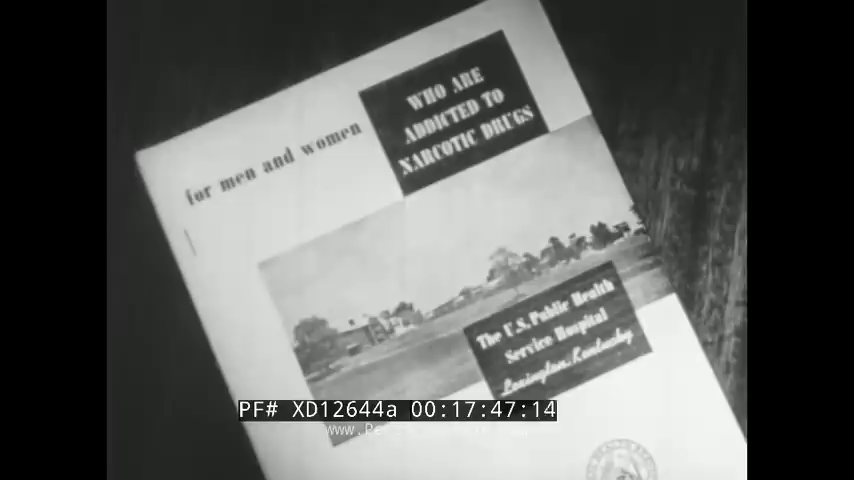 for men and women
WHO ARE
ADDICTED TO
NARCOTIC DRUGS
The U.S. Public Health
Service Hospital
Lexington, Kentucky
PF# XD12644a 00:17:47:14